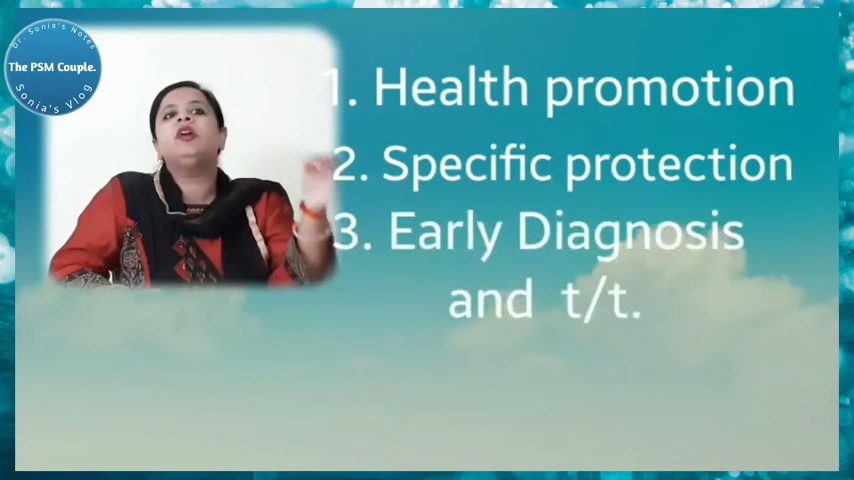 Dr. Sonia's Notes
The PSM Couple.
Sonia's Vlog
1. Health promotion
2. Specific protection
3. Early Diagnosis
and t/t.